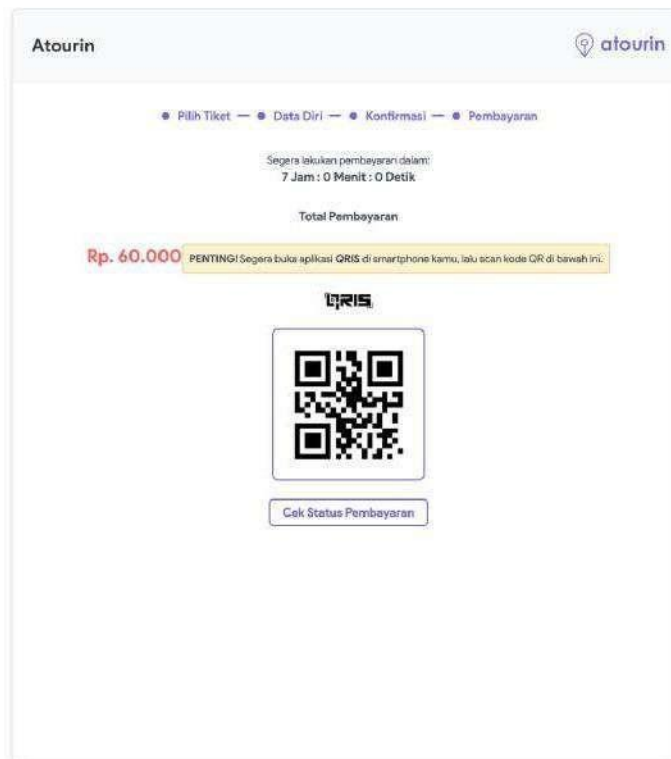 Atourin
atourin
Pilih Tiket — Data Diri — Konfirmasi — Pembayaran
Segera lakukan pembayaran dalam:
7 Jam : 0 Menit : 0 Detik
Total Pembayaran
Rp. 60.000 PENTING! Segera buka aplikasi QRIS di smartphone kamu, lalu scan kode QR di bawah ini.
QRIS
Cek Status Pembayaran